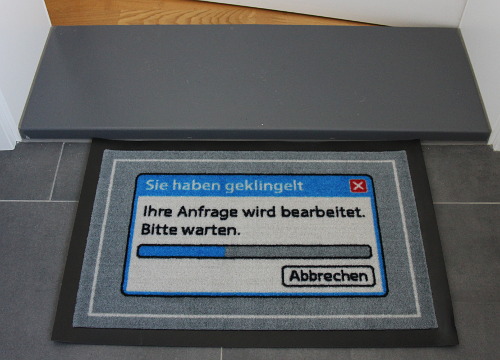 Sie haben geklingelt
Ihre Anfrage wird bearbeitet.
Bitte warten.
Abbrechen